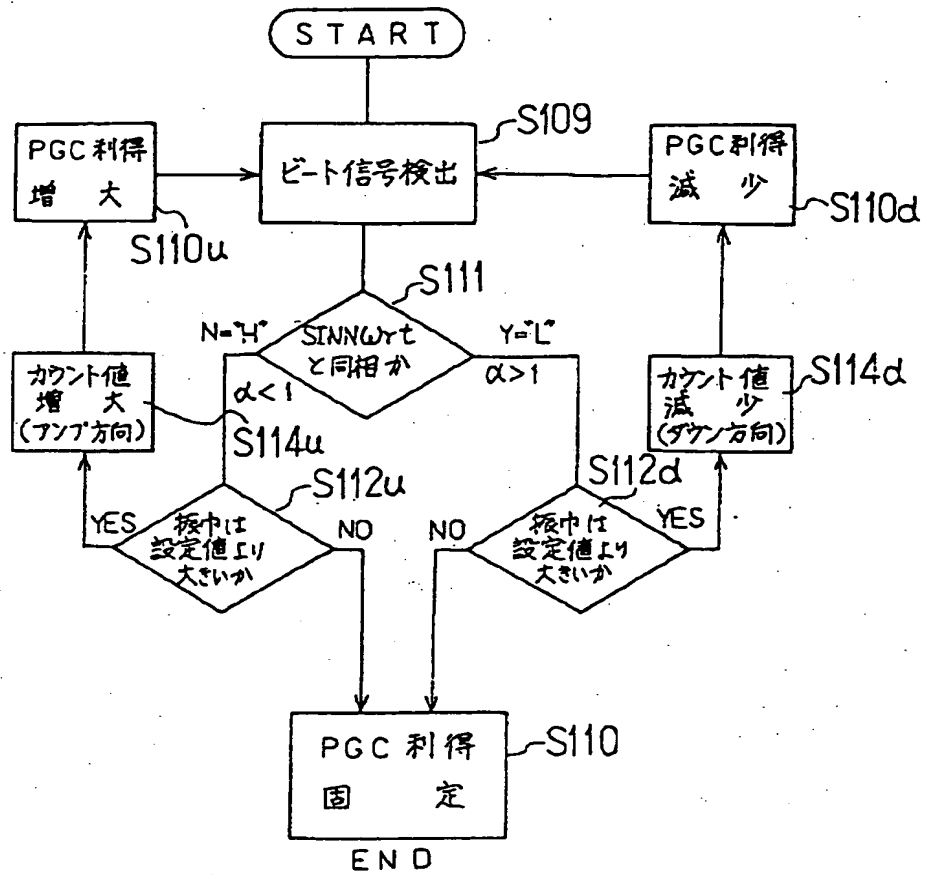 START
S109
PGC利得
増 大
ビート信号検出
PGC利得
減 少
S110u
S110d
S111
N="H"
SINNωrt
と同相か
Y="L"
α<1
α>1
カウント値
増 大
(アンプ方向)
S114u
カウント値
減 少
(ダウン方向)
S114d
S112u
S112d
YES
振巾は
設定値より
大きいか
NO
NO
振巾は
設定値より
大きいか
YES
PGC 利得
固 定
S110
END